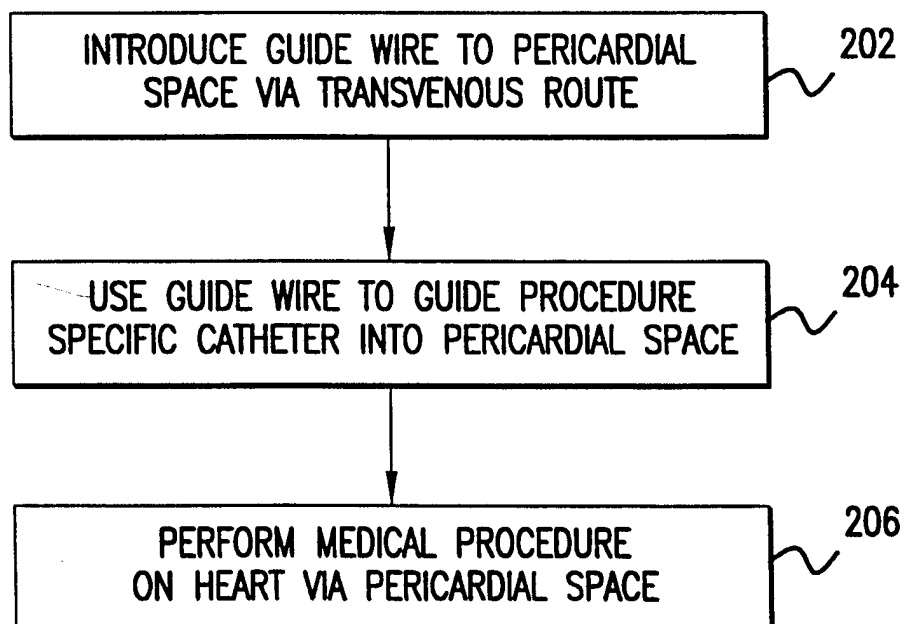 INTRODUCE GUIDE WIRE TO PERICARDIAL
SPACE VIA TRANSVENOUS ROUTE
202
USE GUIDE WIRE TO GUIDE PROCEDURE
SPECIFIC CATHETER INTO PERICARDIAL SPACE
204
PERFORM MEDICAL PROCEDURE
ON HEART VIA PERICARDIAL SPACE
206